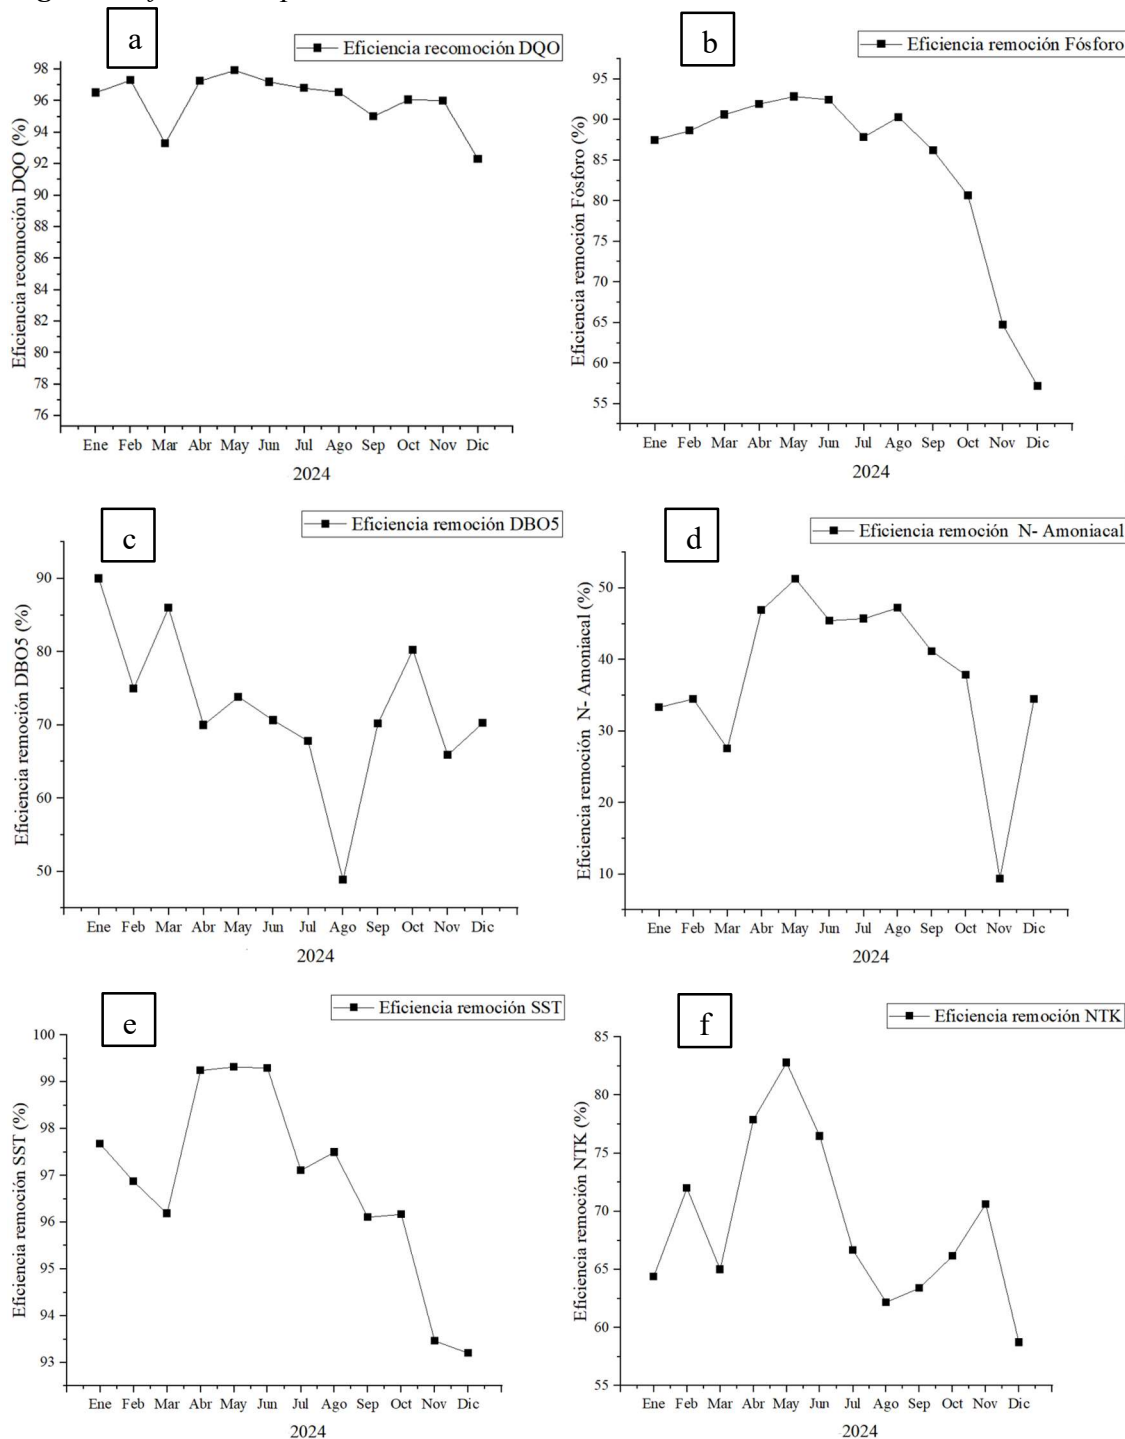 a
Eficiencia recomoción DQO
98
96
94
92
90
88
86
84
82
80
78
76
Eficiencia recomoción DQO (%)
Ene Feb Mar Abr May Jun Jul Ago Sep Oct Nov Dic
2024
b
Eficiencia remoción Fósforo
95
90
85
80
75
70
65
60
55
Eficiencia remoción Fósforo (%)
Ene Feb Mar Abr May Jun Jul Ago Sep Oct Nov Dic
2024
c
Eficiencia remoción DBO5
90
80
70
60
50
Eficiencia remoción DBO5 (%)
Ene Feb Mar Abr May Jun Jul Ago Sep Oct Nov Dic
2024
d
Eficiencia remoción N- Amoniacal
50
40
30
20
10
Eficiencia remoción N- Amoniacal (%)
Ene Feb Mar Abr May Jun Jul Ago Sep Oct Nov Dic
2024
e
Eficiencia remoción SST
100
99
98
97
96
95
94
93
Eficiencia remoción SST (%)
Ene Feb Mar Abr May Jun Jul Ago Sep Oct Nov Dic
2024
f
Eficiencia remoción NTK
85
80
75
70
65
60
55
Eficiencia remoción NTK (%)
Ene Feb Mar Abr May Jun Jul Ago Sep Oct Nov Dic
2024